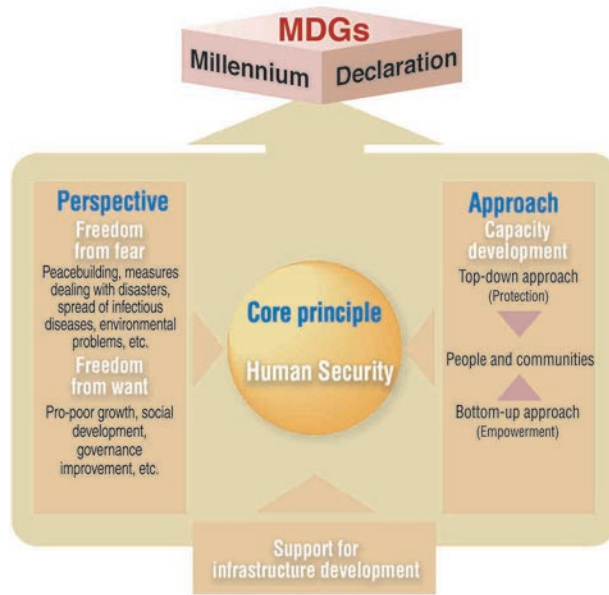 MDGs
Millennium Declaration
Perspective
Freedom
from fear
Peacebuilding, measures
dealing with disasters,
spread of infectious
diseases, environmental
problems, etc.
Freedom
from want
Pro-poor growth, social
development,
governance
improvement, etc.
Core principle
Human Security
Approach
Capacity
development
Top-down approach
(Protection)
People and communities
Bottom-up approach
(Empowerment)
Support for
infrastructure development